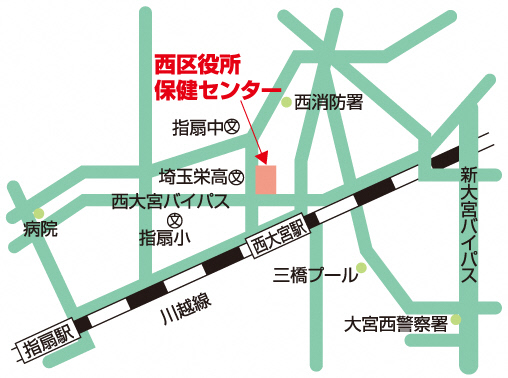 西区役所
保健センター
西消防署
指扇中
文
埼玉栄高
文
西大宮バイパス
文
指扇小
病院
西大宮駅
新大宮バイパス
三橋プール
川越線
大宮西警察署
指扇駅